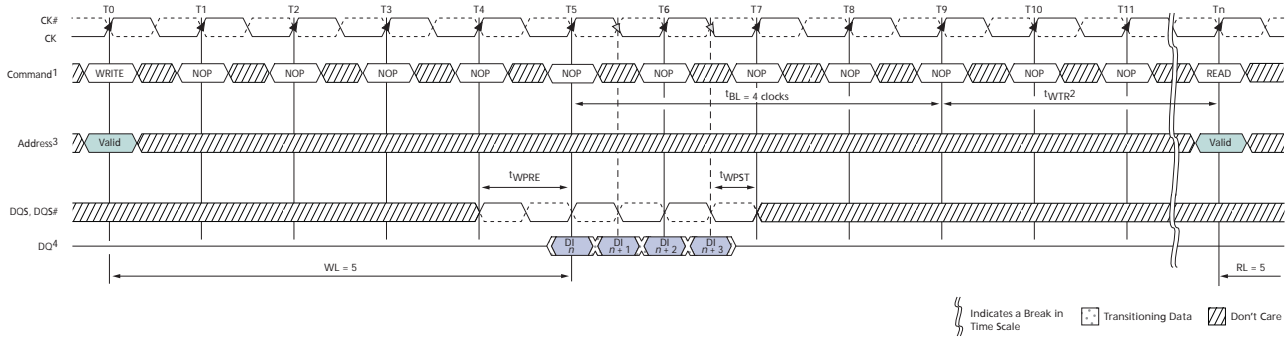 T0 T1 T2 T3 T4 T5 T6 T7 T8 T9 T10 T11 Tn
CK#
CK
Command1 WRITE NOP NOP NOP NOP NOP NOP NOP NOP NOP NOP NOP READ
tBL = 4 clocks tWTR2
Address3 Valid Valid
tWPRE tWPST
DQS, DQS#
DQ4 DI n DI n + 1 DI n + 2 DI n + 3
WL = 5 RL = 5
Indicates a Break in
Time Scale
Transitioning Data
Don't Care